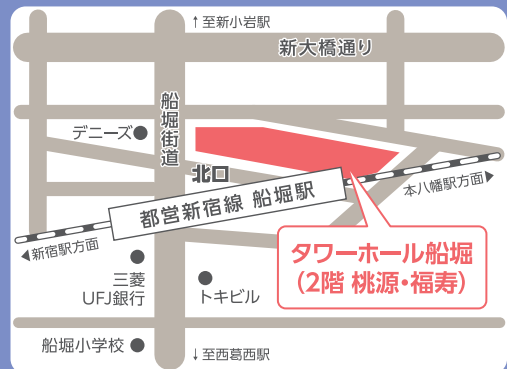 ↑至新小岩駅
新大橋通り
船堀街道
デニーズ
北口
都営新宿線 船堀駅
本八幡駅方面▶
◀新宿駅方面
タワーホール船堀
(2階 桃源・福寿)
三菱
UFJ銀行
トキビル
船堀小学校
↓至西葛西駅